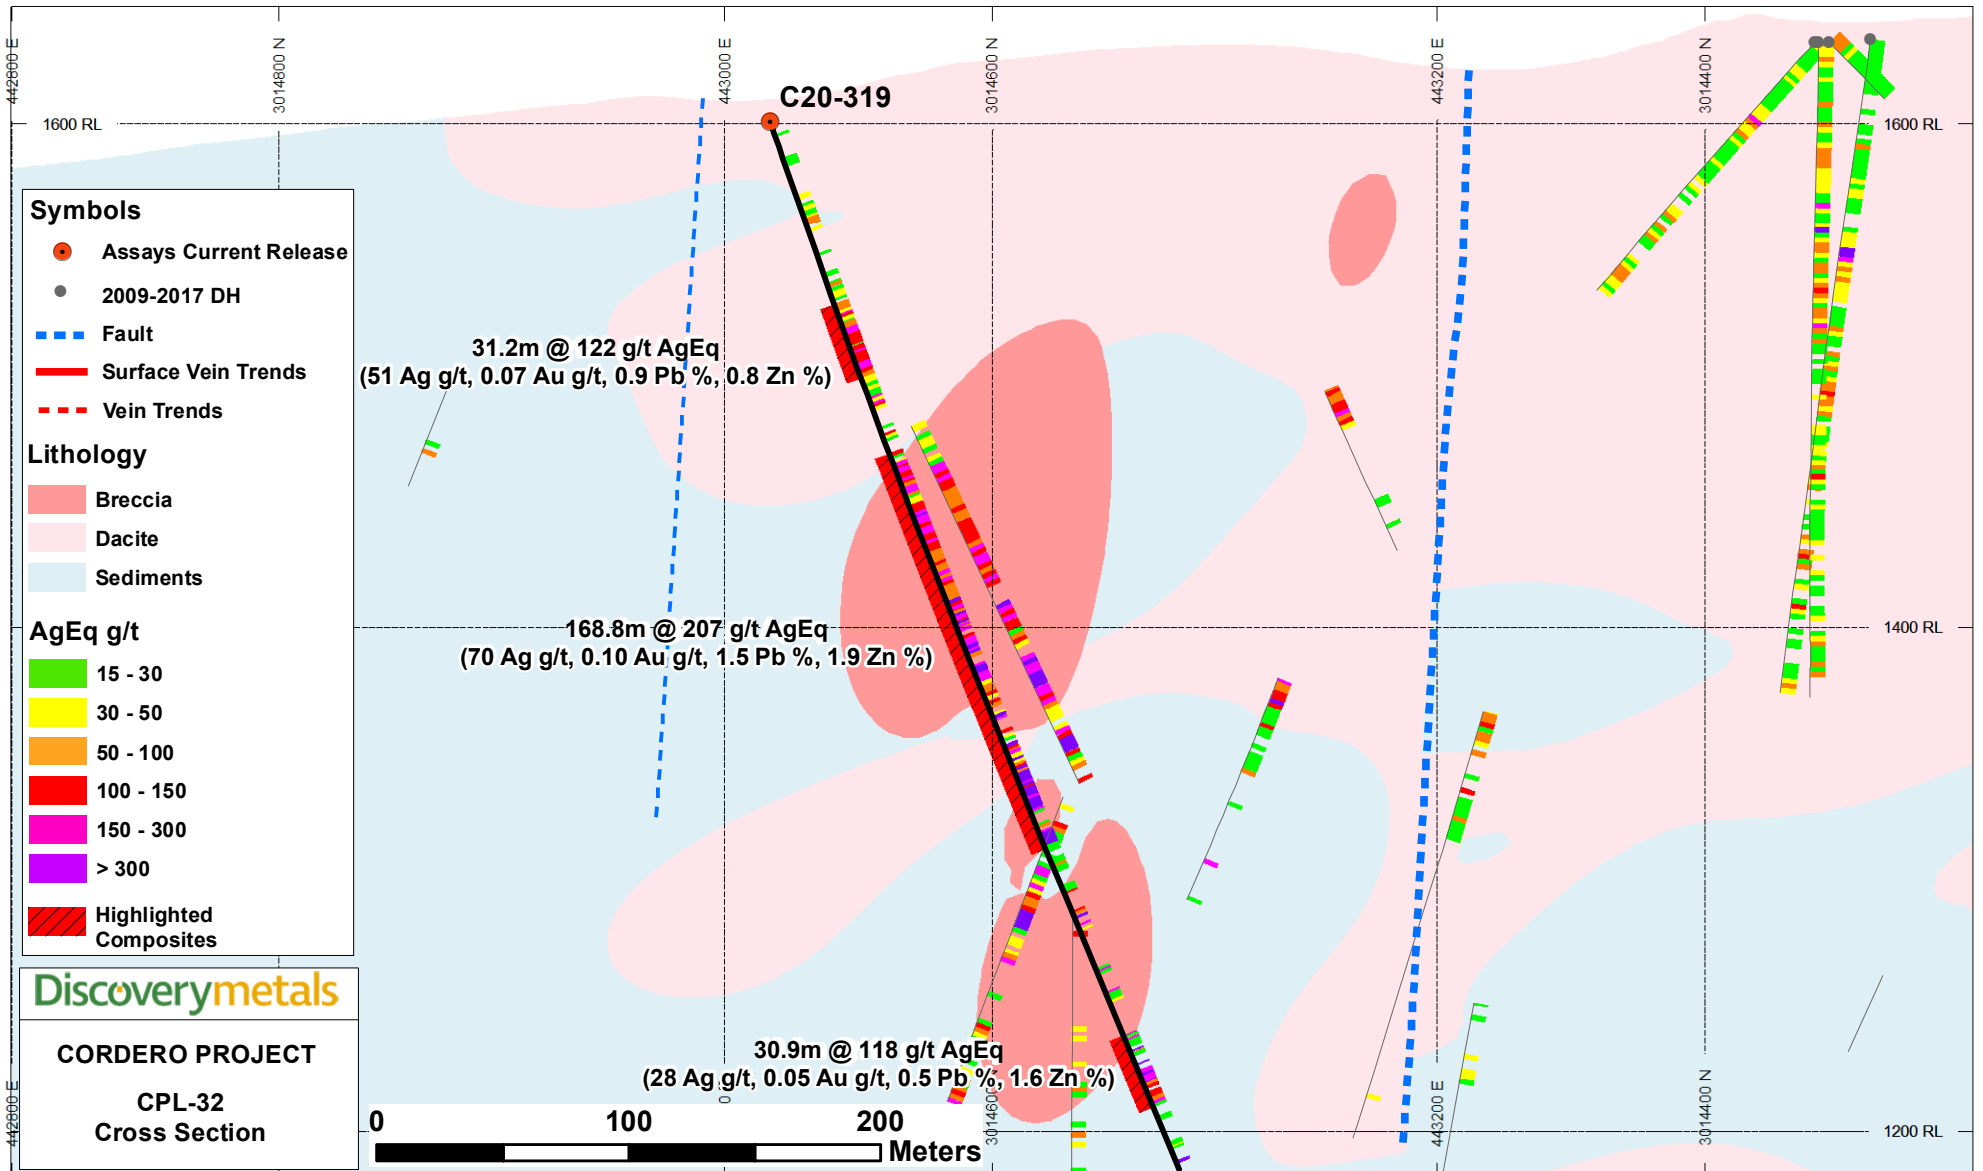 442800 E
3014800 N
443000 E
3014600 N
443200 E
3014400 N
C20-319
1600 RL
1600 RL
Symbols
Assays Current Release
2009-2017 DH
Fault
Surface Vein Trends
Vein Trends
Lithology
Breccia
Dacite
Sediments
AgEq g/t
15 - 30
30 - 50
50 - 100
100 - 150
150 - 300
> 300
Highlighted
Composites
31.2m @ 122 g/t AgEq
(51 Ag g/t, 0.07 Au g/t, 0.9 Pb %, 0.8 Zn %)
168.8m @ 207 g/t AgEq
(70 Ag g/t, 0.10 Au g/t, 1.5 Pb %, 1.9 Zn %)
1400 RL
30.9m @ 118 g/t AgEq
(28 Ag g/t, 0.05 Au g/t, 0.5 Pb %, 1.6 Zn %)
Discoverymetals
CORDERO PROJECT
CPL-32
Cross Section
0 100 200
Meters
442800 E
3014600
443200 E
3014400 N
1200 RL